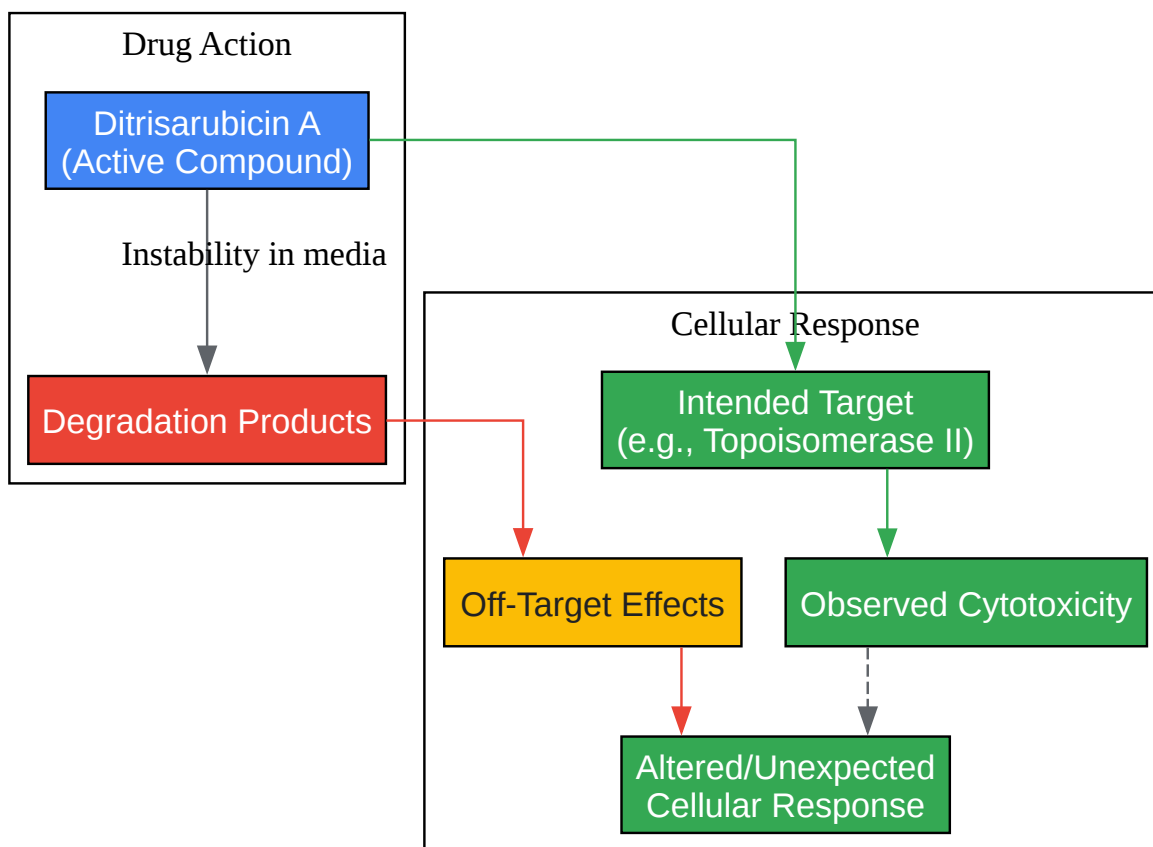 Drug Action
Ditrisarubicin A
(Active Compound)
Instability in media
Degradation Products
Cellular Response
Intended Target
(e.g., Topoisomerase II)
Off-Target Effects
Observed Cytotoxicity
Altered/Unexpected
Cellular Response